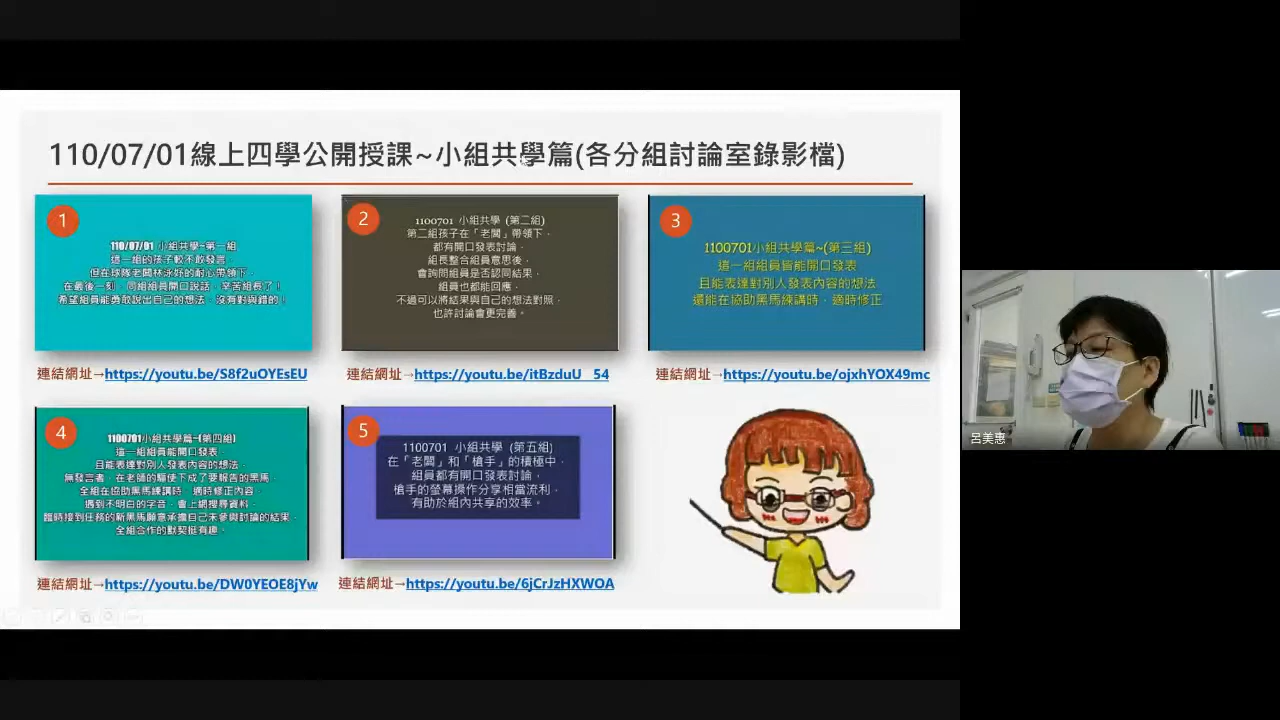 110/07/01線上四學公開授課~小組共學篇(各分組討論室錄影檔)
1
110/07/01 小組共學~第一組
這一組的孩子較不敢發言，
但在球隊老闆林泳妤的耐心帶領下，
在最後一刻，同組組員開口說話，辛苦組長了！
希望組員能勇敢說出自己的想法，沒有對與錯的！
連結網址→https://youtu.be/S8f2uOYEsEU
2
1100701 小組共學 (第二組)
第二組孩子在「老闆」帶領下，
都有開口發表討論，
組長整合組員意思後，
會詢問組員是否認同結果，
組員也都能回應，
不過可以將結果與自己的想法對照，
也許討論會更完善。
連結網址→https://youtu.be/itBzduU__54
3
1100701小組共學篇~(第三組)
這一組組員皆能開口發表
且能表達對別人發表內容的想法
還能在協助黑馬練講時，適時修正
連結網址→https://youtu.be/ojxhYOX49mc
4
1100701小組共學篇~(第四組)
這一組組員能開口發表
且能表達對別人發表內容的想法，
無發言者，在老師的驅使下成了要報告的黑馬，
全組在協助黑馬練講時，適時修正內容，
遇到不明白的字音，會上網搜尋資料，
臨時接到任務的新黑馬願意承擔自己未參與討論的結果，
全組合作的默契挺有趣。
連結網址→https://youtu.be/DW0YEOE8jYw
5
1100701 小組共學 (第五組)
在「老闆」和「槍手」的積極中，
組員都有開口發表討論，
槍手的螢幕操作分享相當流利，
有助於組內共享的效率。
連結網址→https://youtu.be/6jCrJzHXWOA
呂美惠